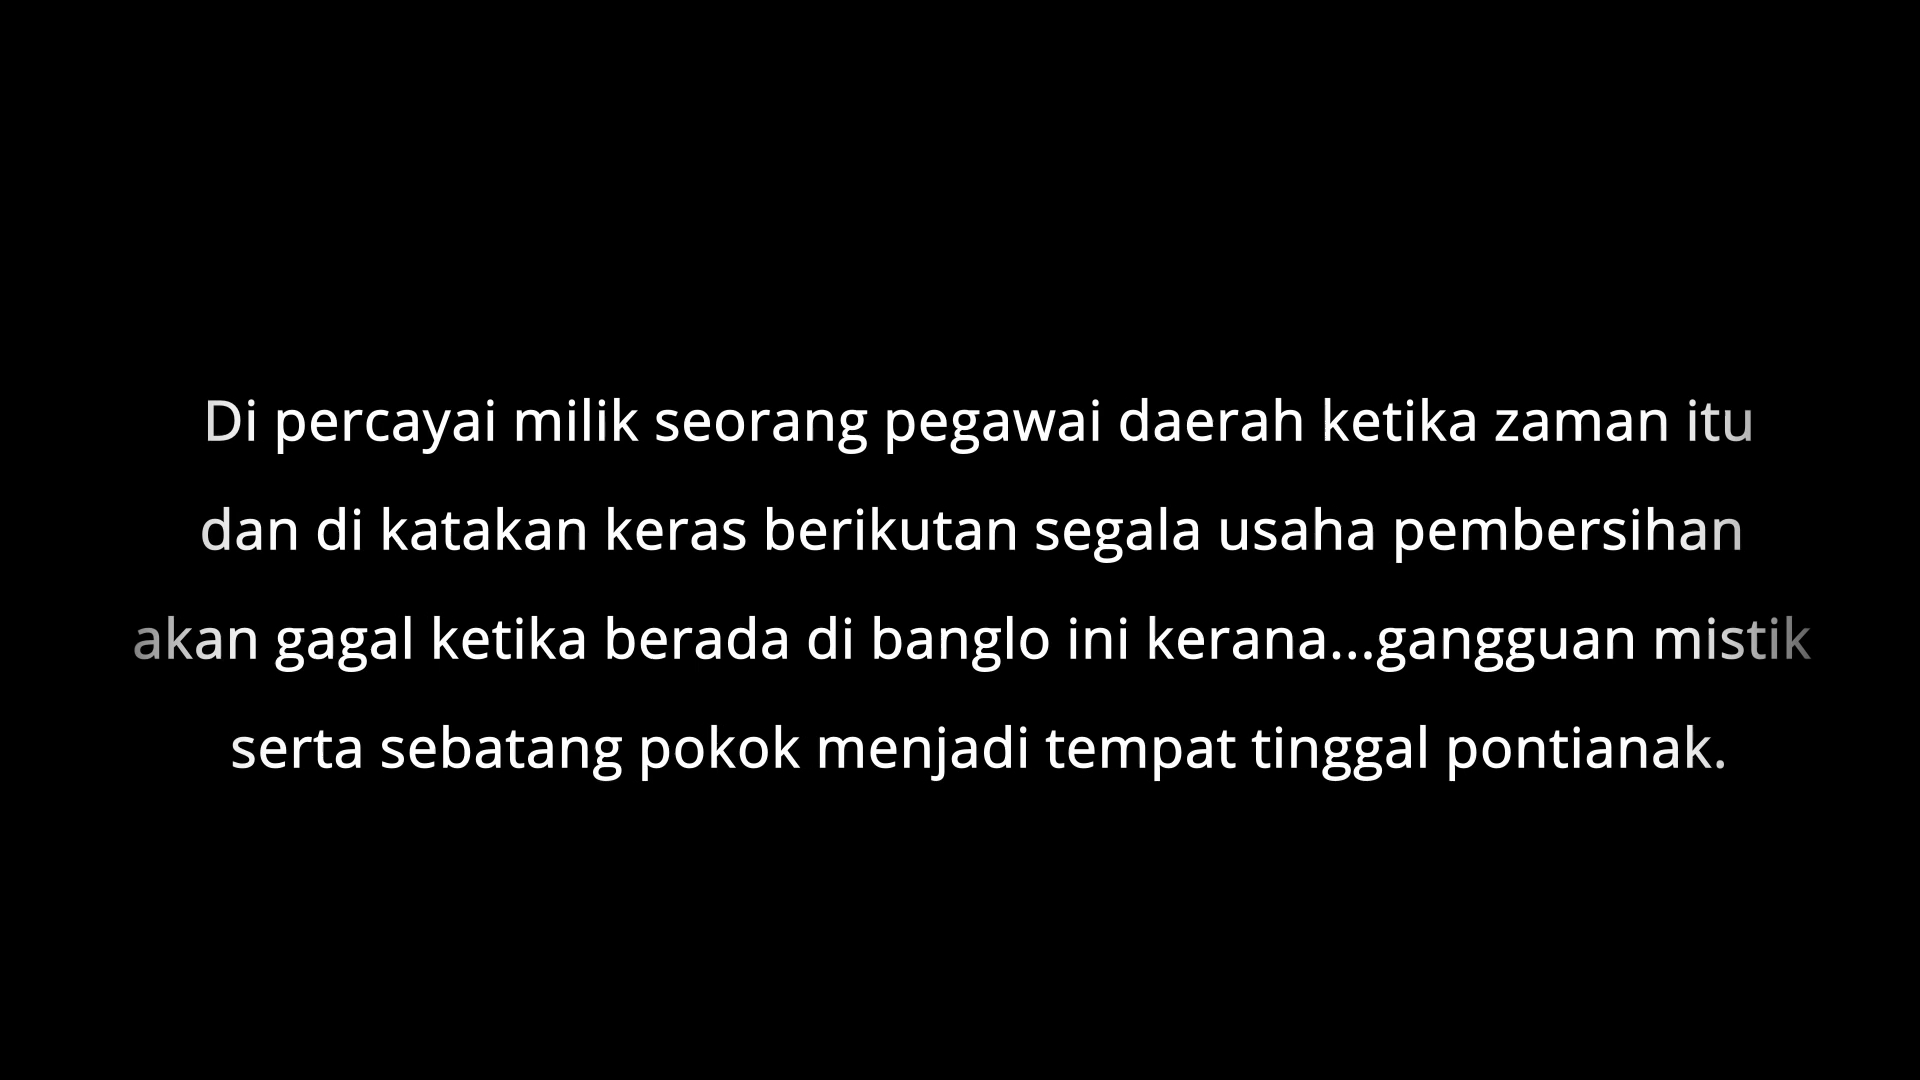 Di percayai milik seorang pegawai daerah ketika zaman itu
dan di katakan keras berikutan segala usaha pembersihan
akan gagal ketika berada di banglo ini kerana...gangguan mistik
serta sebatang pokok menjadi tempat tinggal pontianak.